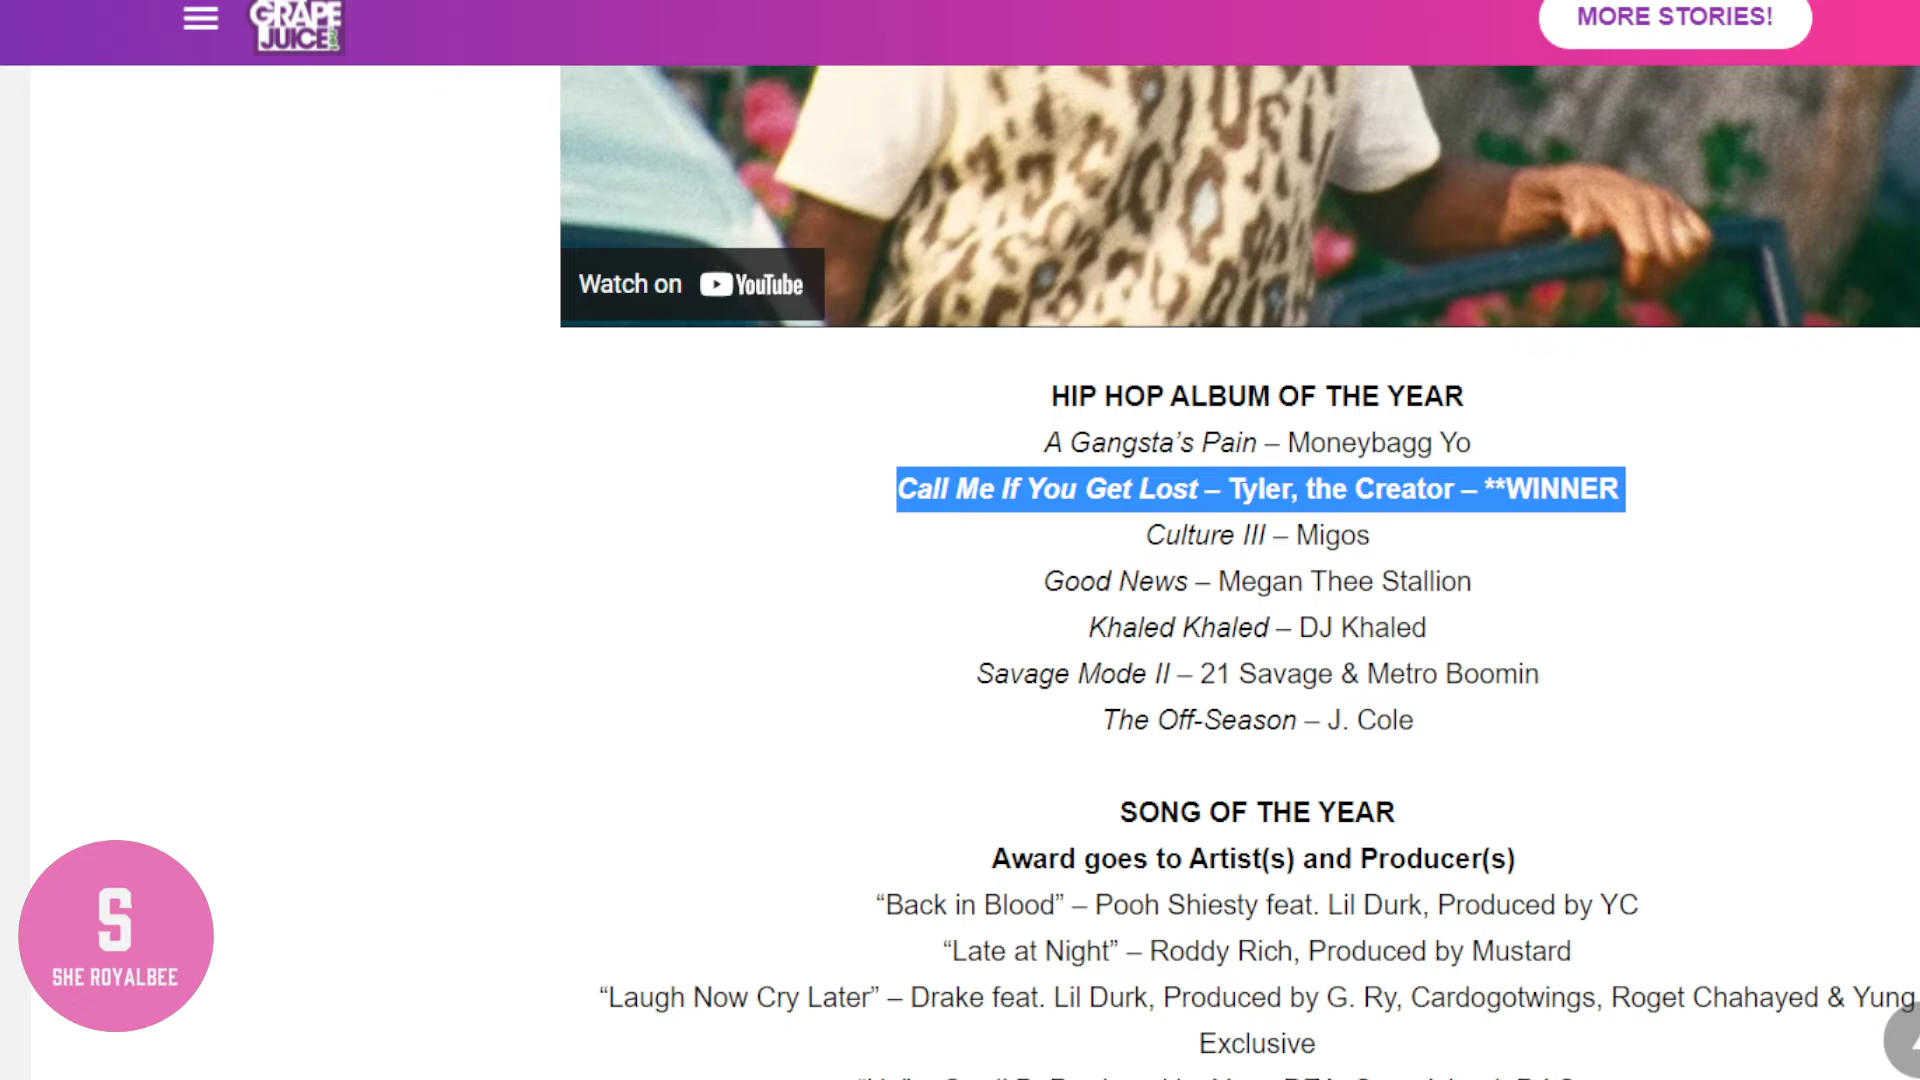 GRAPE
JUICE
MORE STORIES!
Watch on YouTube
HIP HOP ALBUM OF THE YEAR
A Gangsta’s Pain – Moneybagg Yo
Call Me If You Get Lost – Tyler, the Creator – **WINNER
Culture III – Migos
Good News – Megan Thee Stallion
Khaled Khaled – DJ Khaled
Savage Mode II – 21 Savage & Metro Boomin
The Off-Season – J. Cole
SONG OF THE YEAR
Award goes to Artist(s) and Producer(s)
“Back in Blood” – Pooh Shiesty feat. Lil Durk, Produced by YC
“Late at Night” – Roddy Rich, Produced by Mustard
“Laugh Now Cry Later” – Drake feat. Lil Durk, Produced by G. Ry, Cardogotwings, Roget Chahayed & Yung
Exclusive
S
SHE ROYALBEE